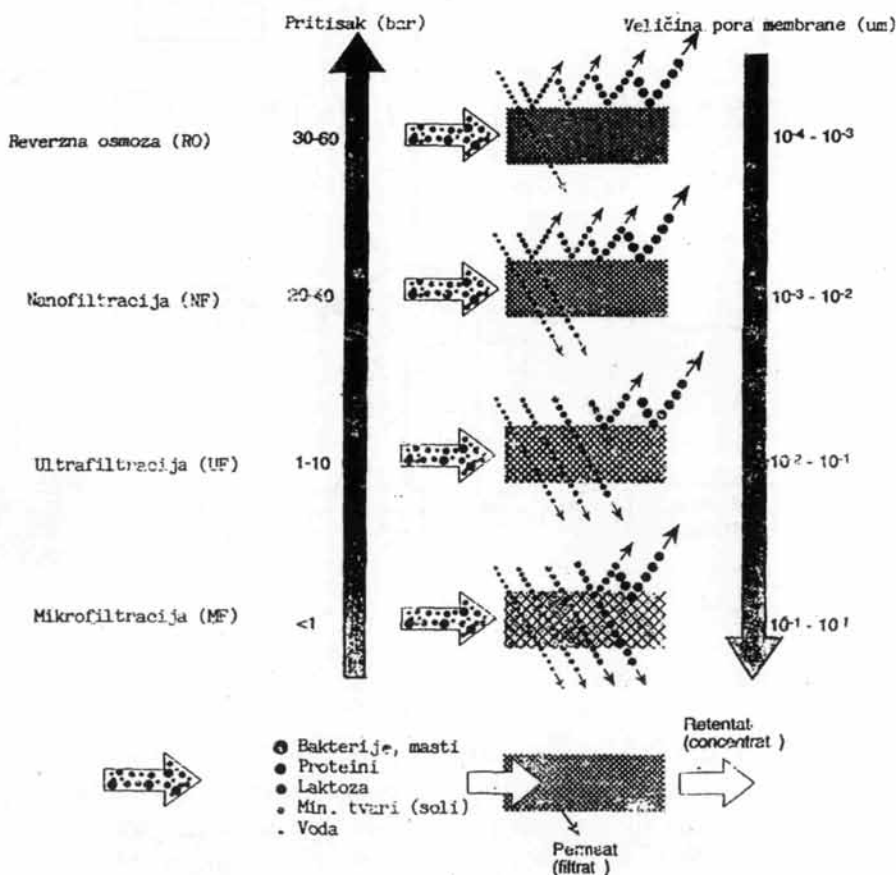 Pritisak (bar)
Veličina pora membrane (um)
Reverzna osmoza (RO)
30-60
10⁻⁴ - 10⁻³
Nanofiltracija (NF)
20-40
10⁻³ - 10⁻²
Ultrafiltracija (UF)
1-10
10⁻² - 10⁻¹
Mikrofiltracija (MF)
<1
10⁻¹ - 10¹
Bakterije, masti
Proteini
Laktoza
Min. tvari (soli)
Voda
Retentat
(concentrat)
Permeat
(filtrat)